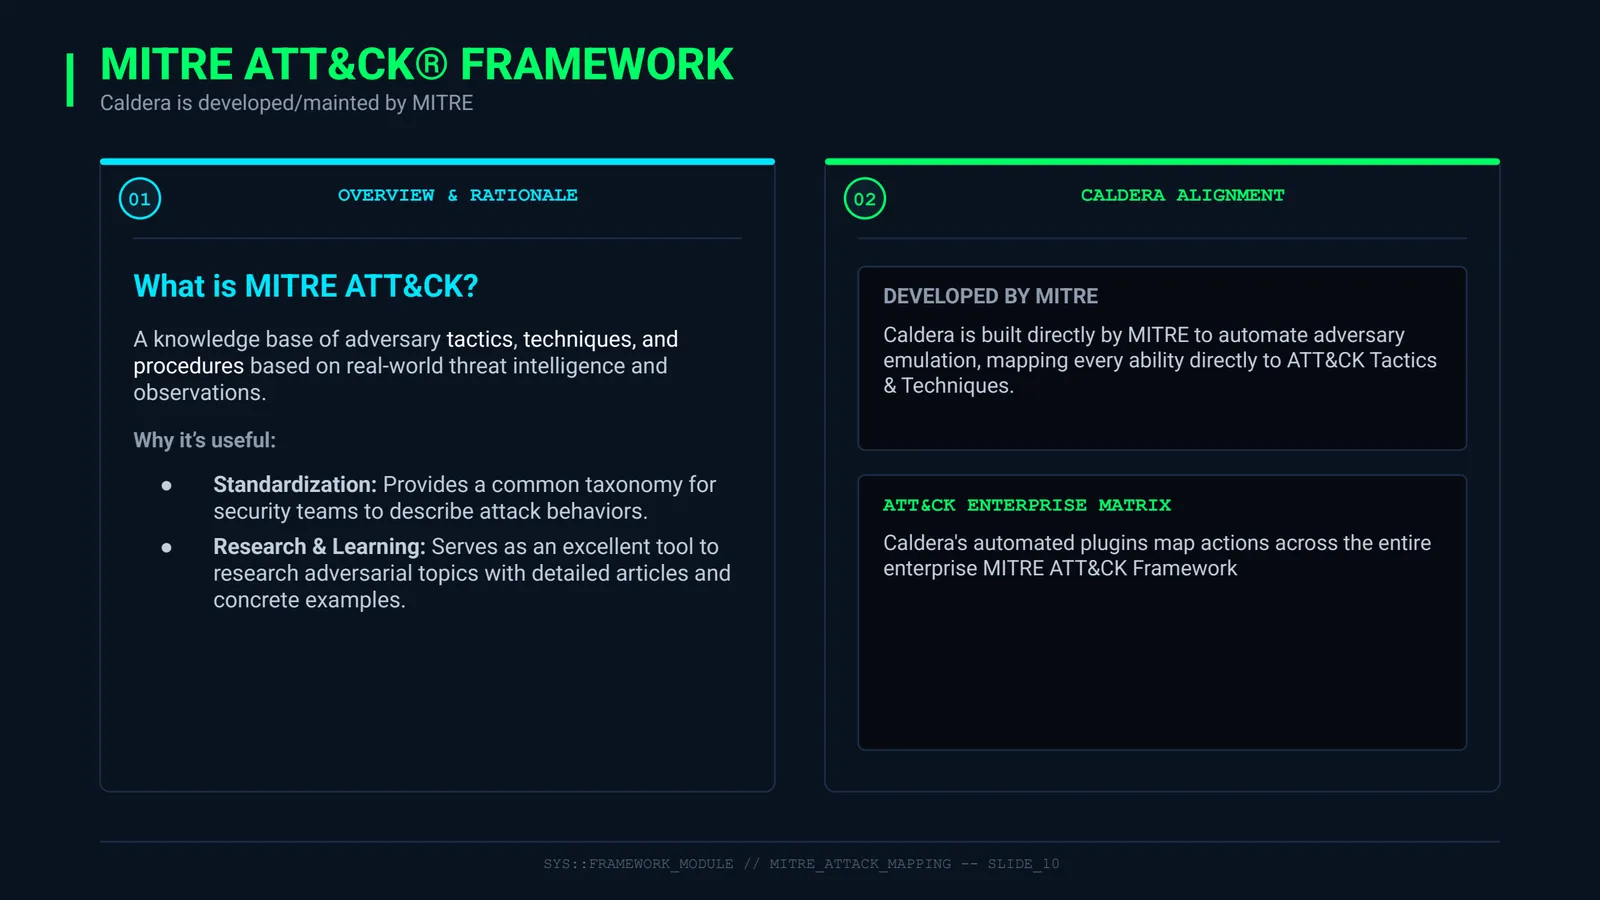 MITRE ATT&CK® FRAMEWORK
Caldera is developed/mainted by MITRE
01
OVERVIEW & RATIONALE
What is MITRE ATT&CK?
A knowledge base of adversary tactics, techniques, and
procedures based on real-world threat intelligence and
observations.
Why it’s useful:
● Standardization: Provides a common taxonomy for
security teams to describe attack behaviors.
● Research & Learning: Serves as an excellent tool to
research adversarial topics with detailed articles and
concrete examples.
02
CALDERA ALIGNMENT
DEVELOPED BY MITRE
Caldera is built directly by MITRE to automate adversary
emulation, mapping every ability directly to ATT&CK Tactics
& Techniques.
ATT&CK ENTERPRISE MATRIX
Caldera's automated plugins map actions across the entire
enterprise MITRE ATT&CK Framework
SYS::FRAMEWORK_MODULE // MITRE_ATTACK_MAPPING -- SLIDE_10